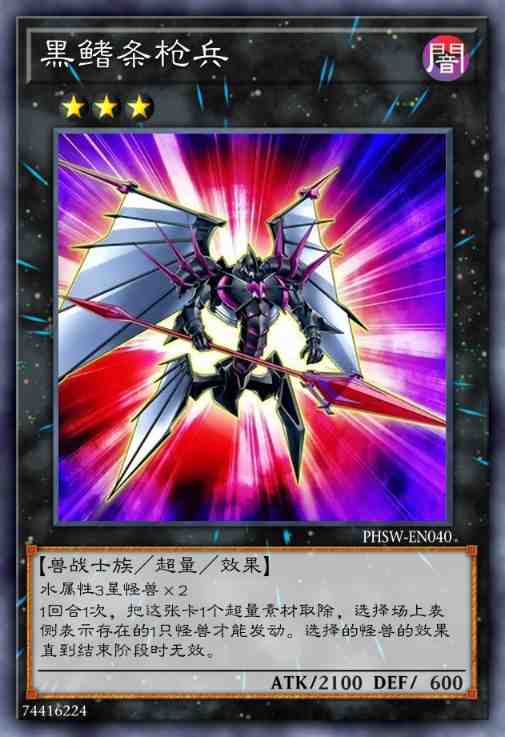 黑鳍条枪兵
闇
PHSW-EN040
【兽战士族／超量／效果】
水属性3星怪兽×2
1回合1次，把这张卡1个超量素材取除，选择场上表
侧表示存在的1只怪兽才能发动。选择的怪兽的效果
直到结束阶段时无效。
ATK/2100 DEF/ 600
74416224